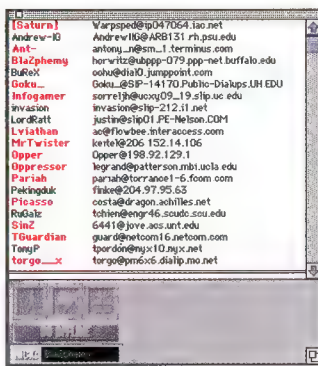 [Saturn] Warpsped@ip047064.iao.net
Andrew-IG AndrewIIG@ARB131.rh.psu.edu
Ant- antony_n@sm_1.terminus.com
BlaZphemy horwitz@ubppp-079.ppp-net.buffalo.edu
BuReX oohu@dial0.jumppoint.com
Goku_ Goku_@SIP-14170.Public-Dialups.UH.EDU
Infogamer sorreljh@ucxy09_19.slip.uc.edu
invasion invasion@slip-212.i1.net
LordRatt justin@slip01.PE-Nelson.COM
Lviathan ac@flowbee.interaccess.com
MrTwister keitel@206.152.14.106
Opper Opper@198.92.129.1
Oppressor legrand@patterson.mbi.ucla.edu
Pariah pariah@torrance1-6.fcom.com
Pekingduk finke@204.97.95.63
Picasso costa@dragon.achilles.net
RuGalz tchien@engr46.scudc.scu.edu
SinZ 6441@jove.acs.unt.edu
TGuardian guard@netcom16.netcom.com
TonyP tpordon@nyx10.nyx.net
torgo__x torgo@pm6x6.dialip.mo.net